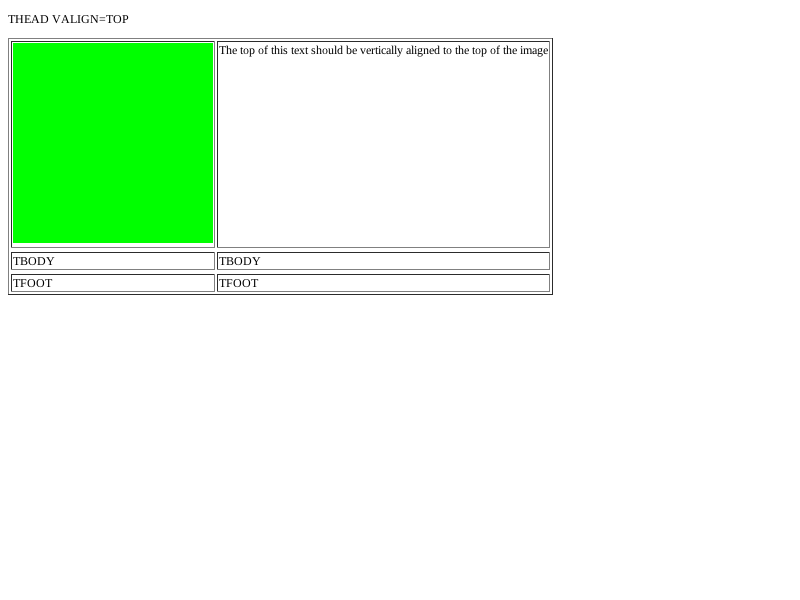 THEAD VALIGN=TOP
The top of this text should be vertically aligned to the top of the image
TBODY TBODY
TFOOT TFOOT